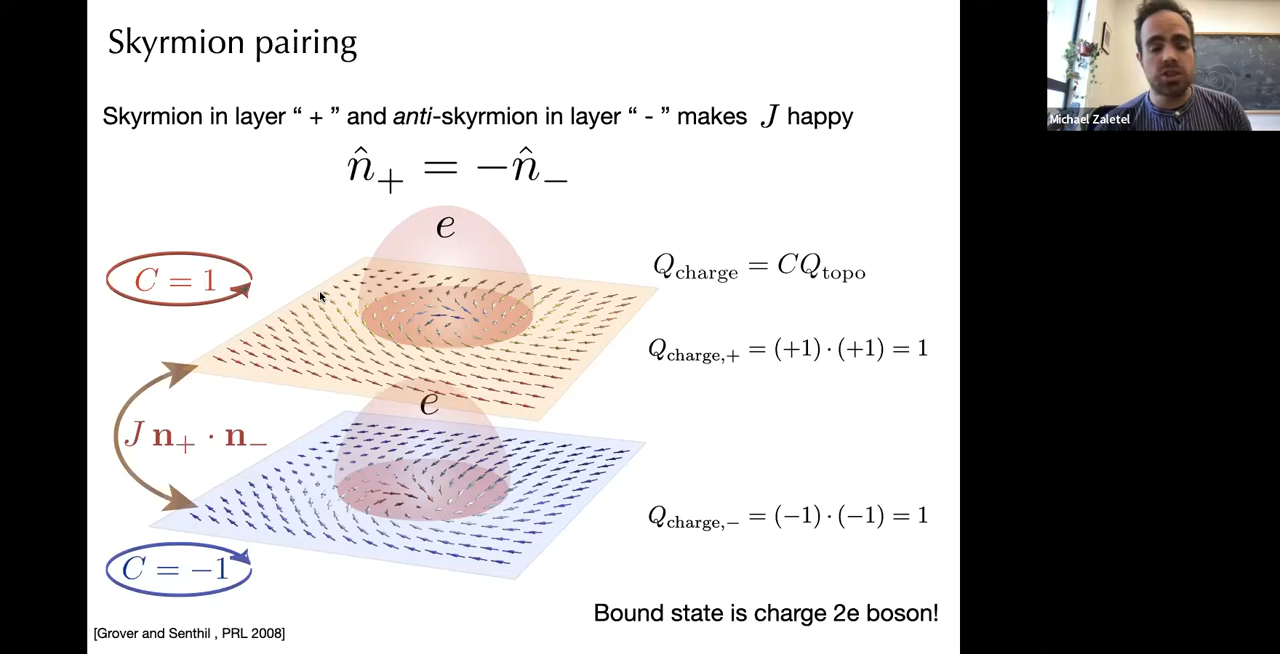 Skyrmion pairing
Skyrmion in layer “ + ” and anti-skyrmion in layer “ - ” makes J happy
n̂₊ = −n̂₋
e
C = 1
Q_charge = CQ_topo
Q_charge,+ = (+1) · (+1) = 1
e
J n₊ · n₋
Q_charge,− = (−1) · (−1) = 1
C = −1
Bound state is charge 2e boson!
[Grover and Senthil , PRL 2008]
Michael Zaletel